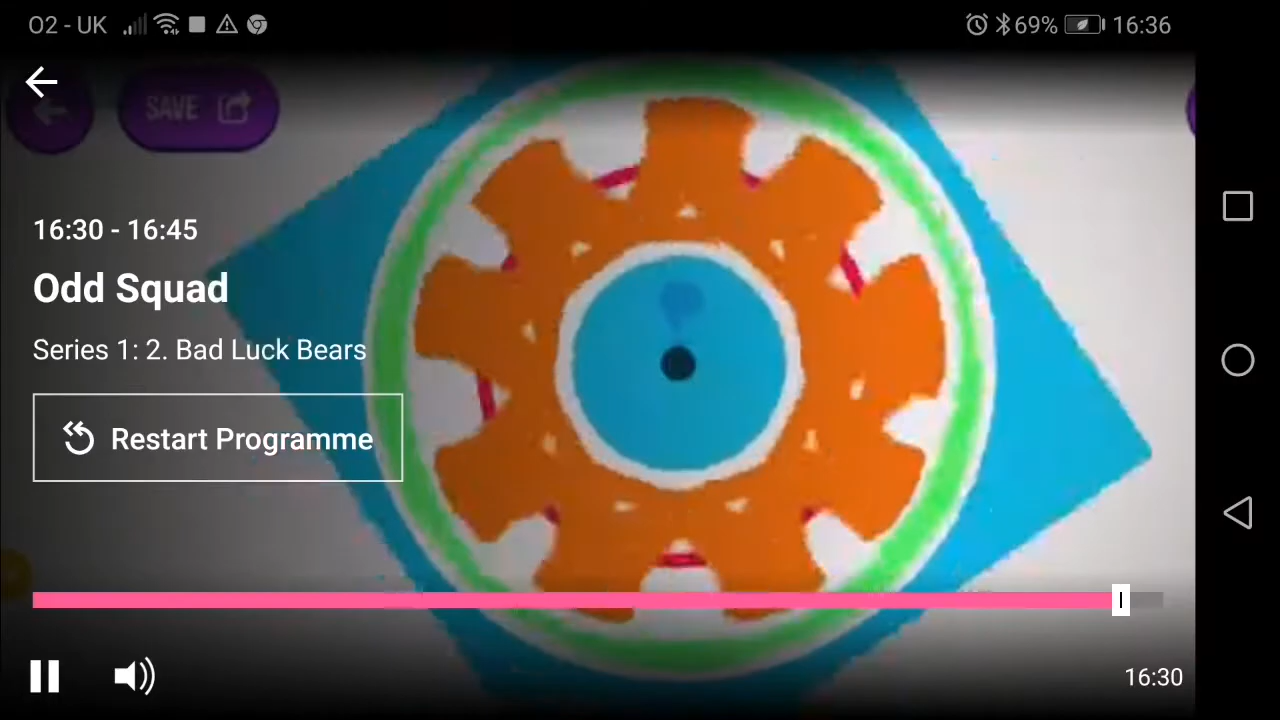 O2 - UK 69% 16:36
SAVE
16:30 - 16:45
Odd Squad
Series 1: 2. Bad Luck Bears
Restart Programme
16:30